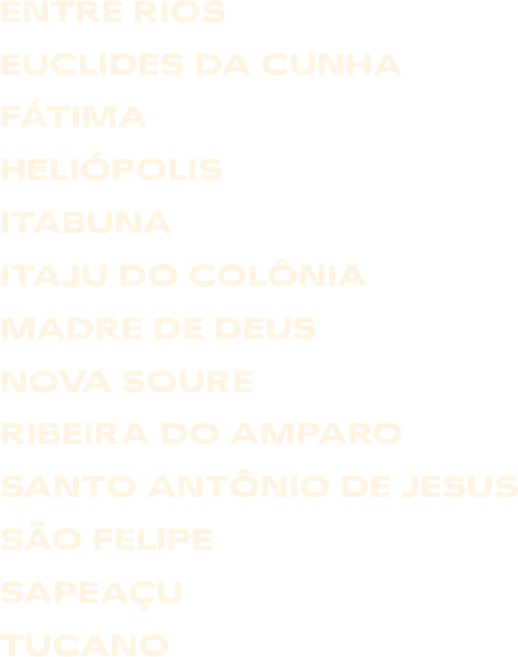 ENTRE RIOS
EUCLIDES DA CUNHA
FÁTIMA
HELIÓPOLIS
ITABUNA
ITAJU DO COLÔNIA
MADRE DE DEUS
NOVA SOURE
RIBEIRA DO AMPARO
SANTO ANTÔNIO DE JESUS
SÃO FELIPE
SAPEAÇU
TUCANO